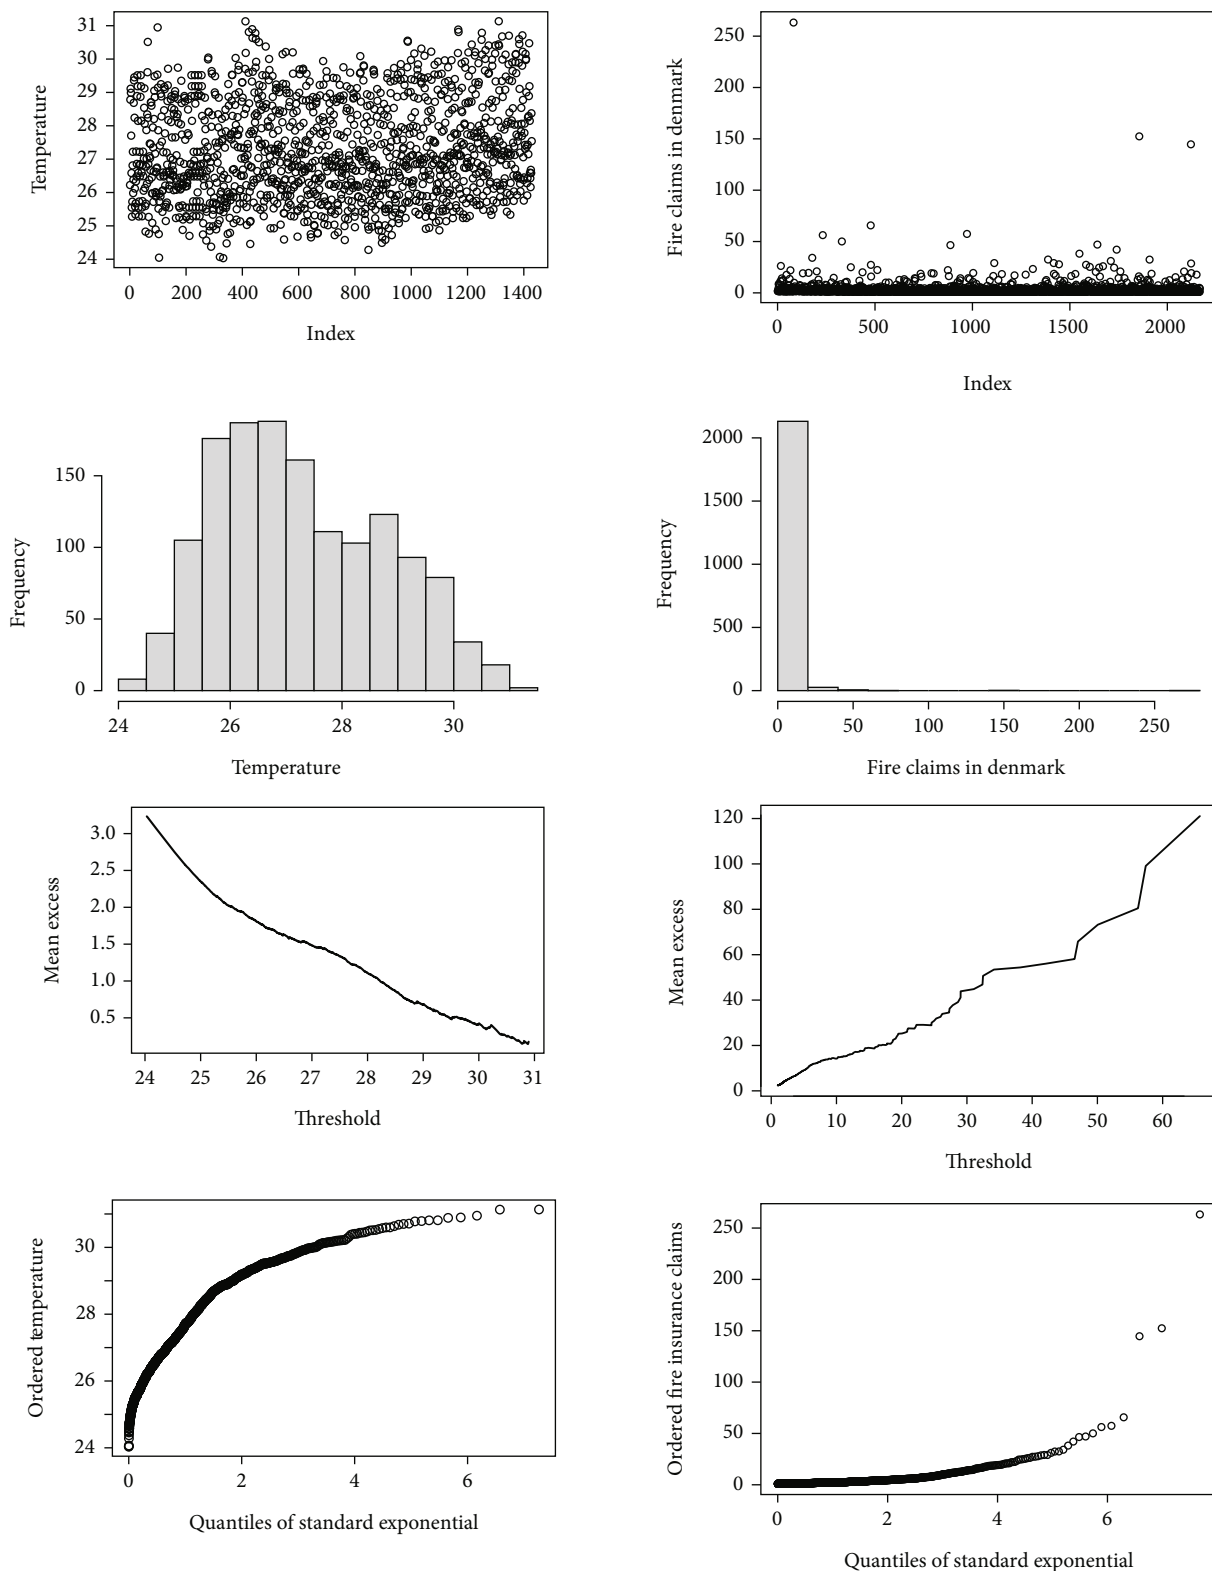 Temperature
31
30
29
28
27
26
25
24
0 200 400 600 800 1000 1200 1400
Index
Fire claims in denmark
250
200
150
100
50
0
0 500 1000 1500 2000
Index
Frequency
150
100
50
0
24 26 28 30
Temperature
Frequency
2000
1500
1000
500
0
0 50 100 150 200 250
Fire claims in denmark
Mean excess
3.0
2.5
2.0
1.5
1.0
0.5
24 25 26 27 28 29 30 31
Threshold
Mean excess
120
100
80
60
40
20
0
0 10 20 30 40 50 60
Threshold
Ordered temperature
30
28
26
24
0 2 4 6
Quantiles of standard exponential
Ordered fire insurance claims
250
200
150
100
50
0
0 2 4 6
Quantiles of standard exponential